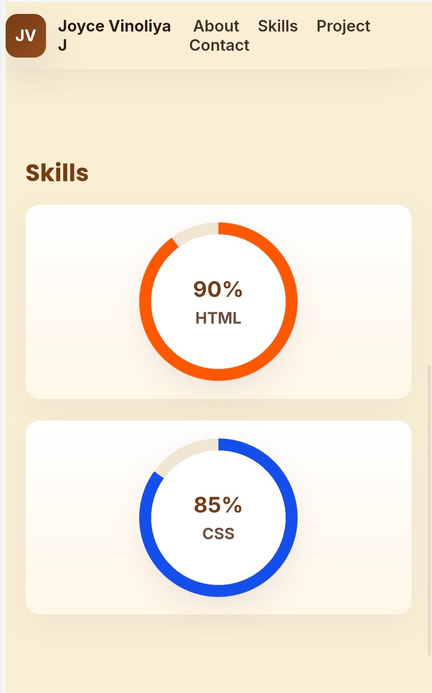 JV
Joyce Vinoliya
J
About Skills Project
Contact
Skills
90%
HTML
85%
CSS